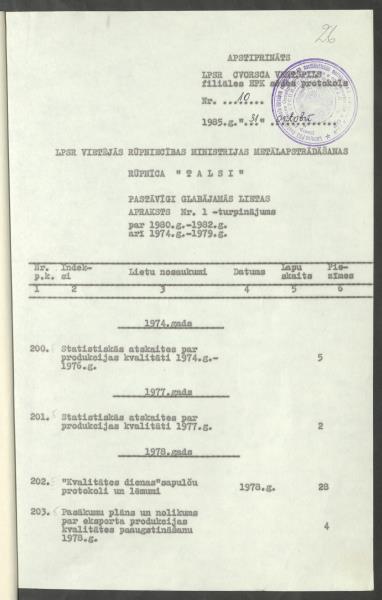 26
APSTIPRINĀTS
LPSR CVORSCA VENTSPILS
filiāles EPK sēdes protokols
Nr. ...10.....
1985.g."31" oktobrī
LPSR VIETĒJĀS RŪPNIECĪBAS MINISTRIJAS METĀLAPSTRĀDĀŠANAS
RŪPNĪCA "TALSI"
PASTĀVĪGI GLABĀJAMĀS LIETAS
APRAKSTS Nr. 1 -turpinājums
par 1980.g.-1982.g.
arī 1974.g.-1979.g.
Nr. p.k. Indeksi Lietu nosaukumi Datums Lapu skaits Piezīmes
1 2 3 4 5 6
1974.gads
200. Statistiskās atskaites par
produkcijas kvalitāti 1974.g.-
1976.g. 5
1977.gads
201. Statistiskās atskaites par
produkcijas kvalitāti 1977.g. 2
1978.gads
202. "Kvalitātes dienas"sapulču
protokoli un lēmumi 1978.g. 28
203. Pasākumu plāns un nolikums
par eksporta produkcijas
kvalitātes paaugstināšanu 4
1978.g.